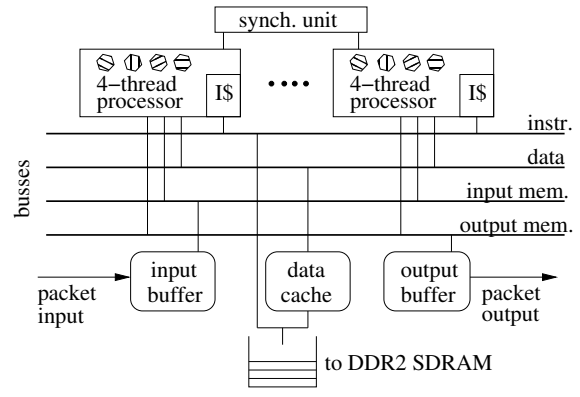 synch. unit
4−thread
processor
I$
4−thread
processor
I$
instr.
data
input mem.
output mem.
busses
input
buffer
data
cache
output
buffer
packet
input
packet
output
to DDR2 SDRAM